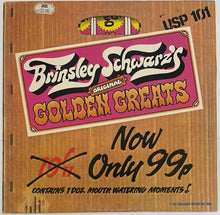 USP 101
Brinsley Schwarz's
ORIGINAL
GOLDEN GREATS
Now
Only 99p
CONTAINS 1 DOZ. MOUTH WATERING MOMENTS!